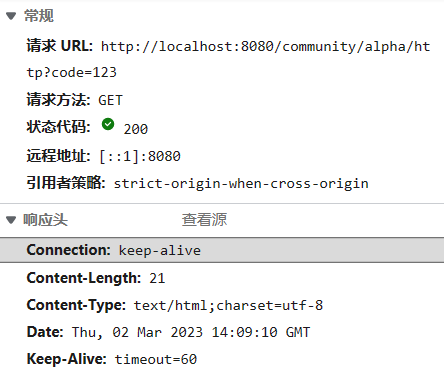 常规
请求 URL: http://localhost:8080/community/alpha/ht
tp?code=123
请求方法: GET
状态代码: 200
远程地址: [::1]:8080
引用者策略: strict-origin-when-cross-origin
响应头 查看源
Connection: keep-alive
Content-Length: 21
Content-Type: text/html;charset=utf-8
Date: Thu, 02 Mar 2023 14:09:10 GMT
Keep-Alive: timeout=60